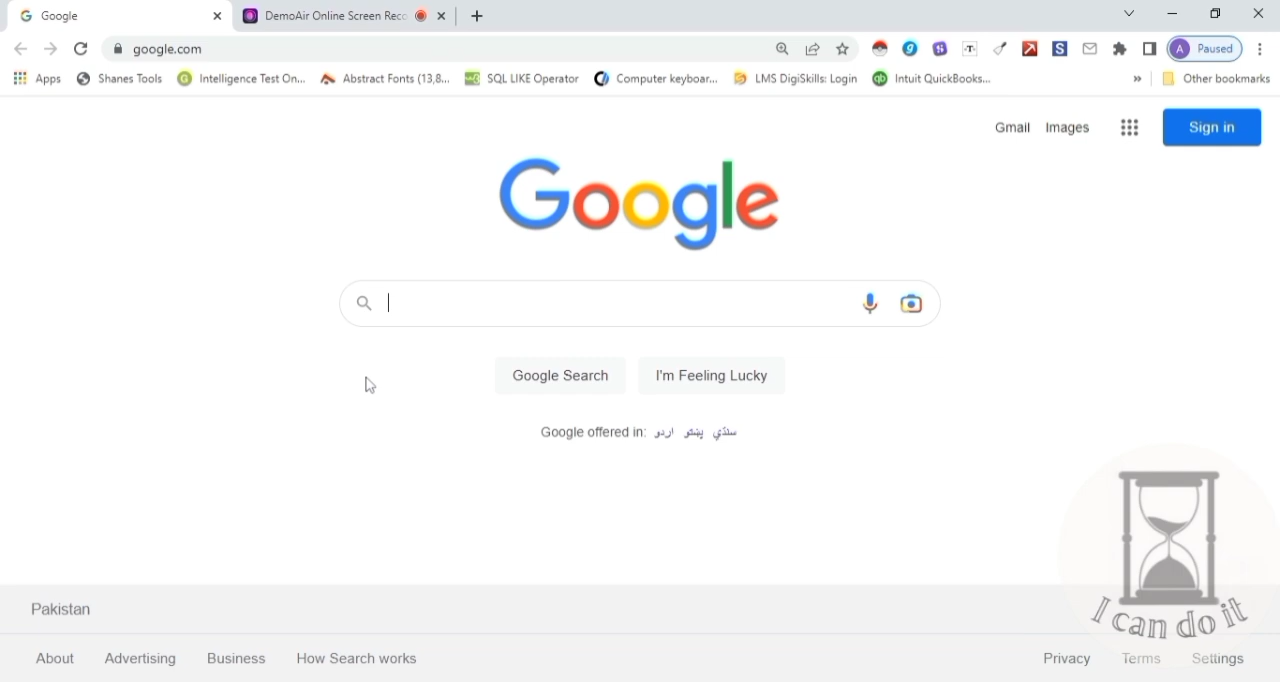 Google
DemoAir Online Screen Reco
google.com
A Paused
Apps Shanes Tools Intelligence Test On... Abstract Fonts (13,8... SQL LIKE Operator Computer keyboar... LMS DigiSkills: Login Intuit QuickBooks... » Other bookmarks
Gmail Images Sign in
Google
Google Search I'm Feeling Lucky
Google offered in: اردو پښتو سنڌي
Pakistan
I can do it
About Advertising Business How Search works Privacy Terms Settings